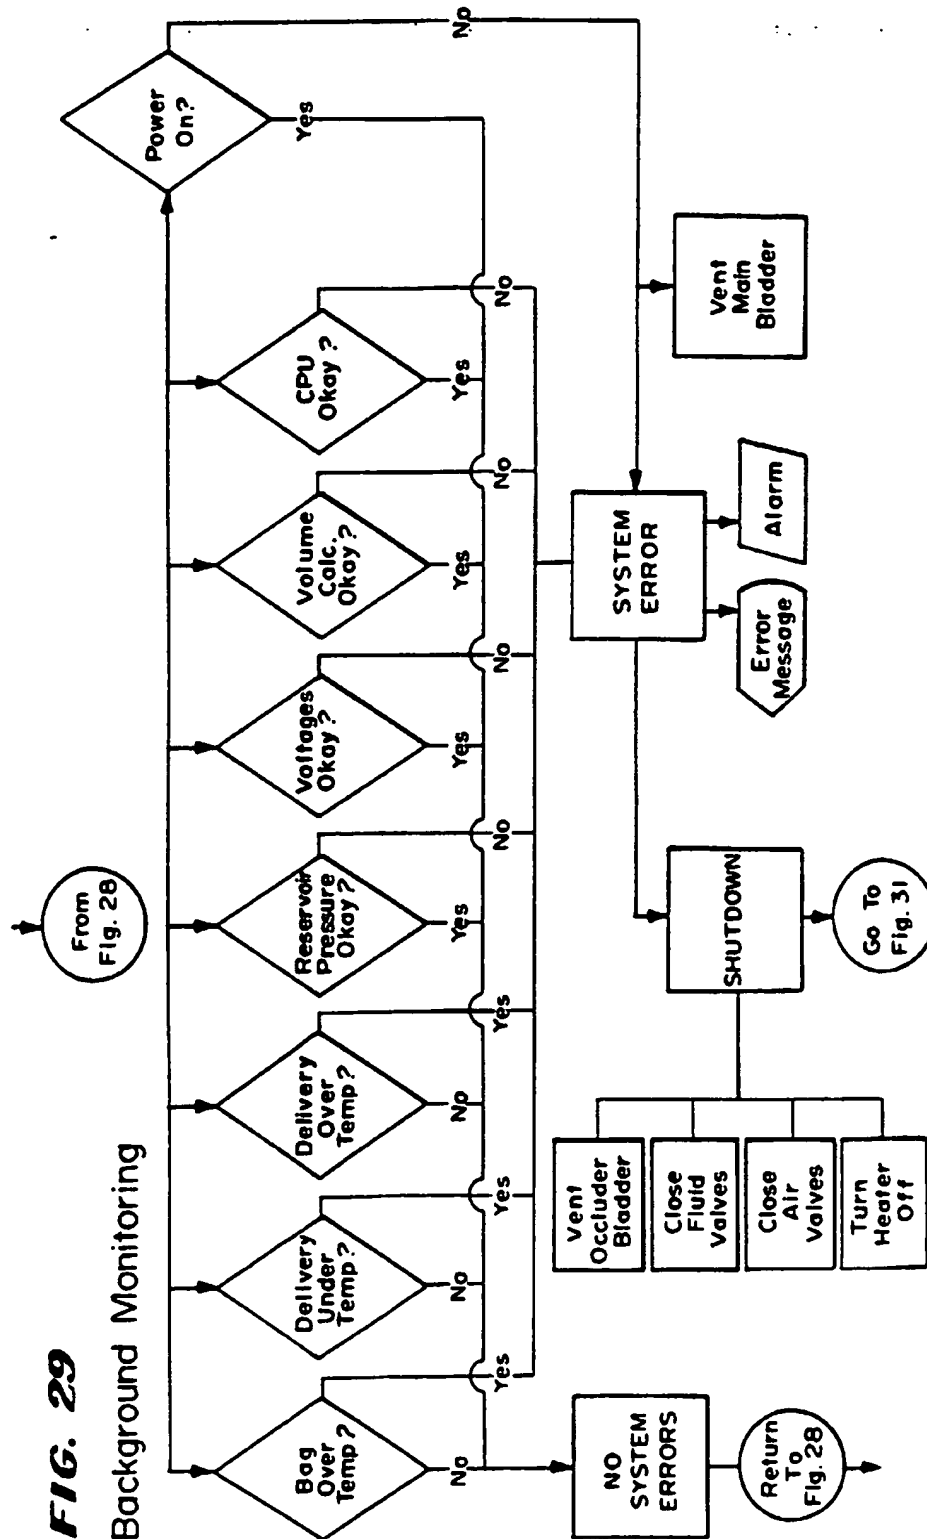 FIG. 29
Background Monitoring
From
Fig. 28
Bag
Over
Temp?
Delivery
Under
Temp?
Delivery
Over
Temp?
Reservoir
Pressure
Okay?
Voltages
Okay?
Volume
Calc.
Okay?
CPU
Okay?
Power
On?
No
Yes
No
Yes
No
Yes
Yes
No
Yes
No
Yes
No
Yes
No
Yes
No
NO
SYSTEM
ERRORS
Return
To
Fig. 28
SHUTDOWN
Go To
Fig. 31
Vent
Occluder
Bladder
Close
Fluid
Valves
Close
Air
Valves
Turn
Heater
Off
SYSTEM
ERROR
Error
Message
Alarm
Vent
Main
Bladder